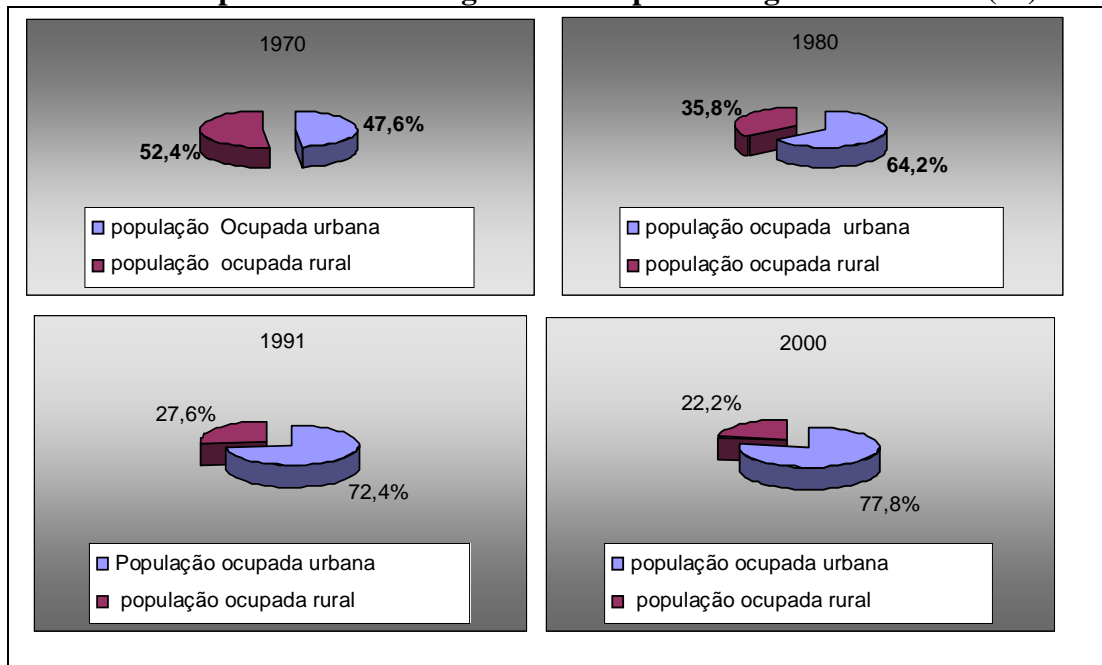 1970
47,6%
52,4%
população Ocupada urbana
população ocupada rural
1980
35,8%
64,2%
população ocupada urbana
população ocupada rural
1991
27,6%
72,4%
População ocupada urbana
população ocupada rural
2000
22,2%
77,8%
população ocupada urbana
população ocupada rural